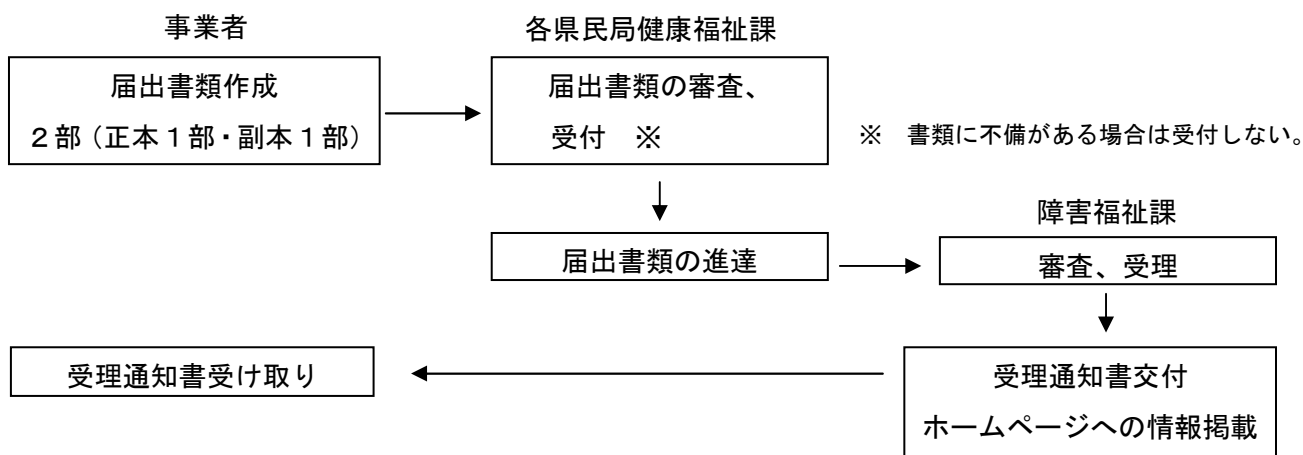 事業者
各県民局健康福祉課
届出書類作成
２部（正本１部・副本１部）
届出書類の審査、
受付　※
※　書類に不備がある場合は受付しない。
障害福祉課
届出書類の進達
審査、受理
受理通知書受け取り
受理通知書交付
ホームページへの情報掲載